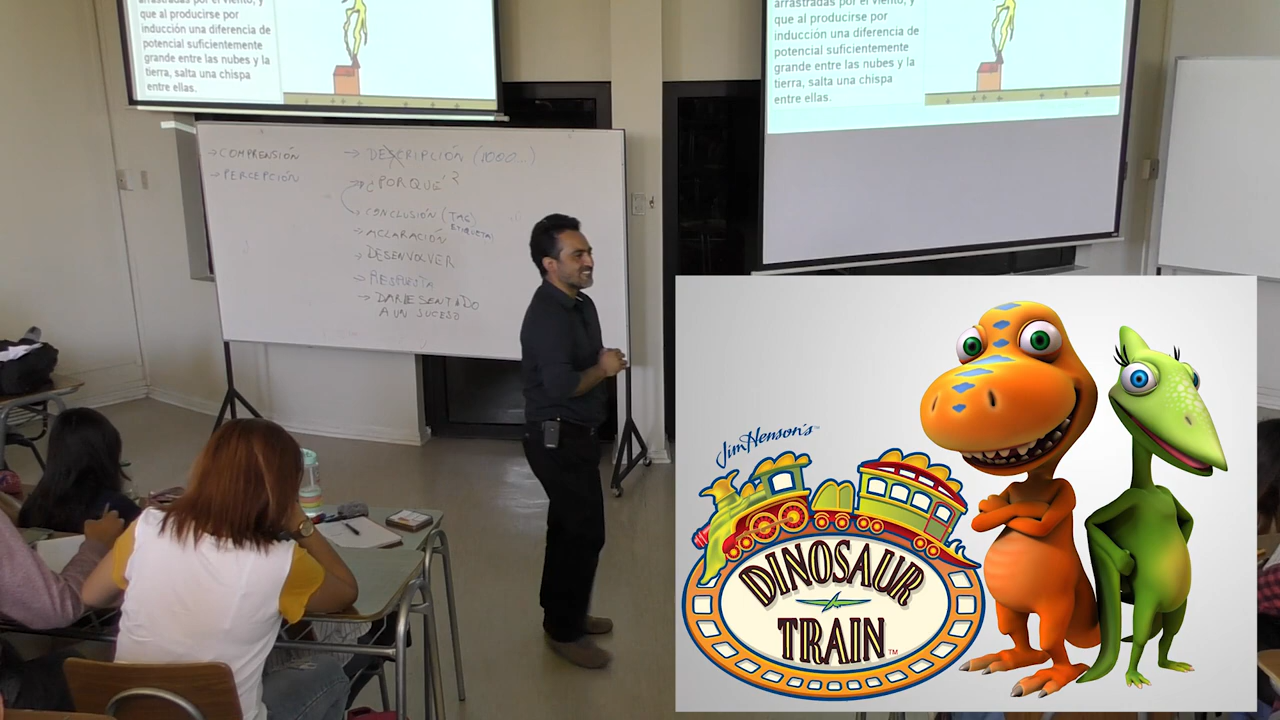 arrastradas por el viento, y
que al producirse por
inducción una diferencia de
potencial suficientemente
grande entre las nubes y la
tierra, salta una chispa
entre ellas.
arrastradas por el viento, y
que al producirse por
inducción una diferencia de
potencial suficientemente
grande entre las nubes y la
tierra, salta una chispa
entre ellas.
→ COMPRENSIÓN
→ PERCEPCIÓN
→ DESCRIPCIÓN (1000...)
→ ¿PORQUÉ?
CONCLUSIÓN (TAG)
ETIQUETA)
→ ACLARACIÓN
→ DESENVOLVER
→ RESPUESTA
→ DARLE SENTIDO
A UN SUCESO
Jim Henson's™
DINOSAUR
TRAIN™